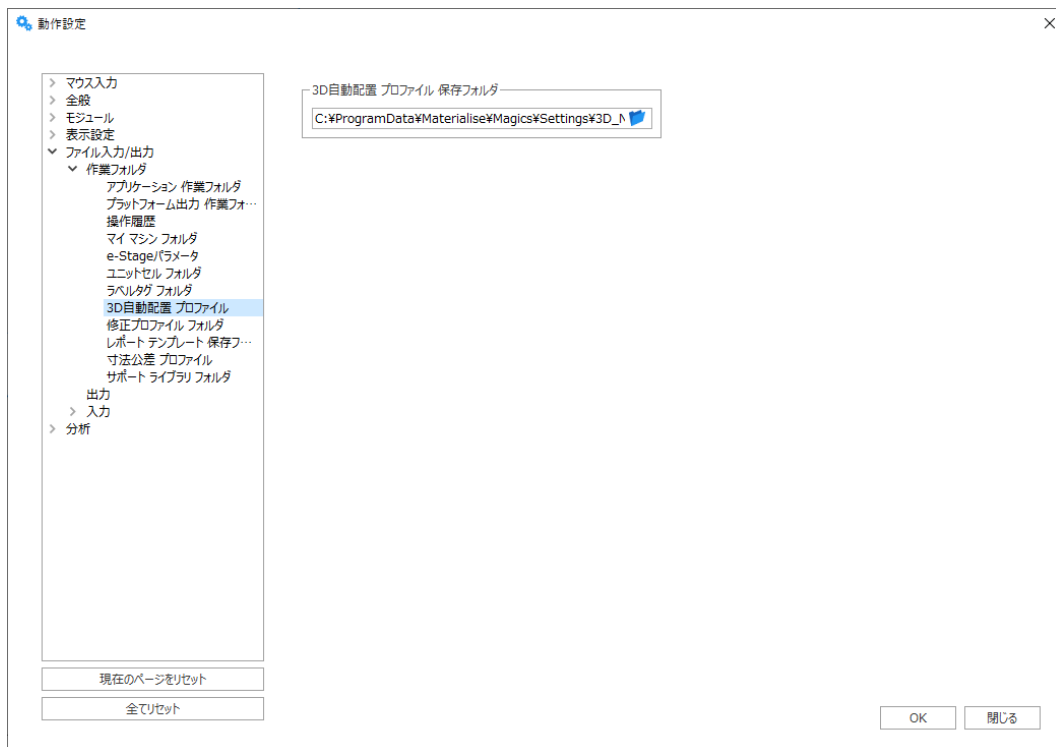 動作設定
マウス入力
全般
モジュール
表示設定
ファイル入力/出力
作業フォルダ
アプリケーション 作業フォルダ
プラットフォーム出力 作業フォ…
操作履歴
マイ マシン フォルダ
e-Stageパラメータ
ユニットセル フォルダ
ラベルタグ フォルダ
3D自動配置 プロファイル
修正プロファイル フォルダ
レポート テンプレート 保存フ…
寸法公差 プロファイル
サポート ライブラリ フォルダ
出力
入力
分析
3D自動配置 プロファイル 保存フォルダ
C:¥ProgramData¥Materialise¥Magics¥Settings¥3D_N
現在のページをリセット
全てリセット
OK
閉じる